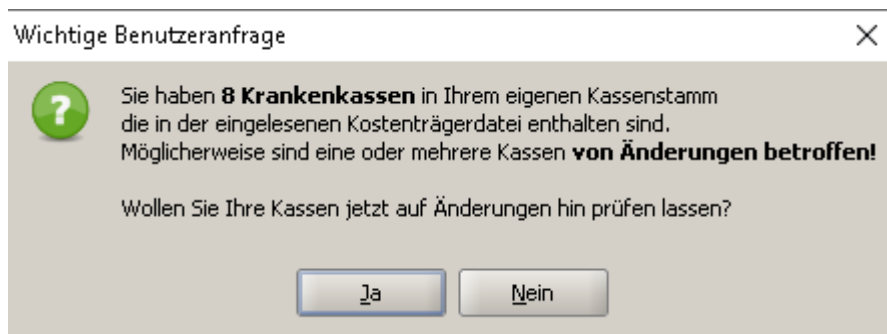 Wichtige Benutzeranfrage
Sie haben 8 Krankenkassen in Ihrem eigenen Kassenstamm
die in der eingelesenen Kostenträgerdatei enthalten sind.
Möglicherweise sind eine oder mehrere Kassen von Änderungen betroffen!
Wollen Sie Ihre Kassen jetzt auf Änderungen hin prüfen lassen?
Ja
Nein